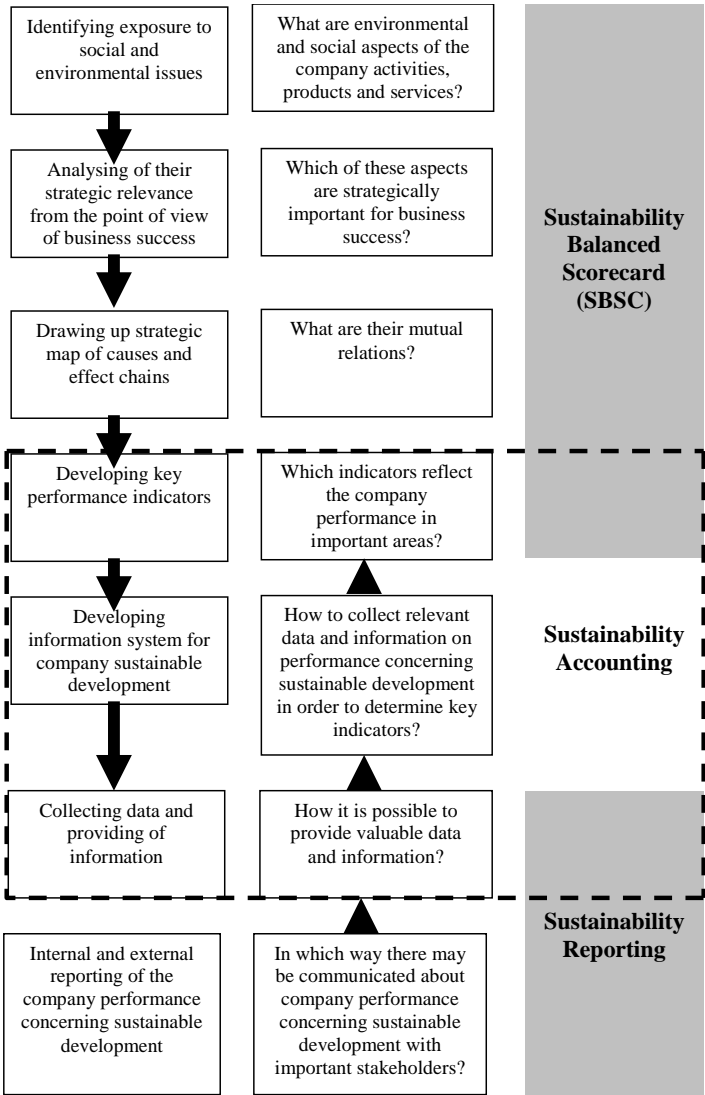 Identifying exposure to
social and
environmental issues
What are environmental
and social aspects of the
company activities,
products and services?
Analysing of their
strategic relevance
from the point of view
of business success
Which of these aspects
are strategically
important for business
success?
Sustainability
Balanced
Scorecard
(SBSC)
Drawing up strategic
map of causes and
effect chains
What are their mutual
relations?
Developing key
performance indicators
Which indicators reflect
the company
performance in
important areas?
Developing
information system for
company sustainable
development
How to collect relevant
data and information on
performance concerning
sustainable development
in order to determine key
indicators?
Sustainability
Accounting
Collecting data and
providing of
information
How it is possible to
provide valuable data
and information?
Sustainability
Reporting
Internal and external
reporting of the
company performance
concerning sustainable
development
In which way there may
be communicated about
company performance
concerning sustainable
development with
important stakeholders?